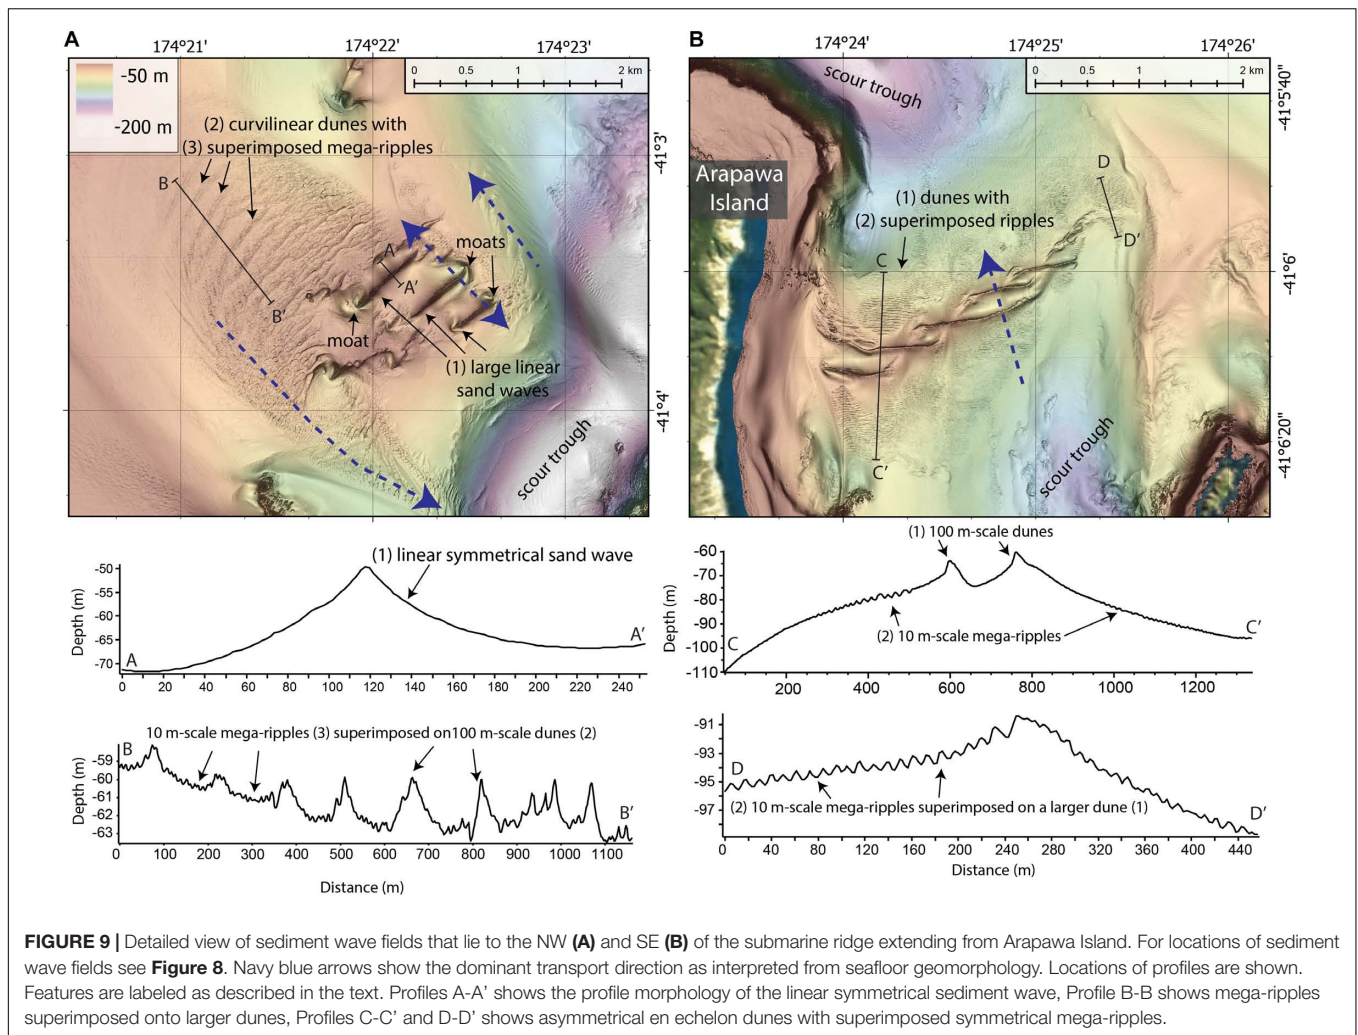 A
174°21'
174°22'
174°23'
-50 m
-200 m
0 0.5 1 2 km
(2) curvilinear dunes with
(3) superimposed mega-ripples
B
A
A'
B'
moats
moat
(1) large linear
sand waves
scour trough
-41°3'
-41°4'
B
174°24'
174°25'
174°26'
0 0.5 1 2 km
scour trough
Arapawa
Island
(1) dunes with
(2) superimposed ripples
C
D
D'
C'
scour trough
-41°5'40"
-41°6'
-41°6'20"
(1) linear symmetrical sand wave
Depth (m)
-50
-55
-60
-65
-70
A
A'
0 20 40 60 80 100 120 140 160 180 200 220 240
10 m-scale mega-ripples (3) superimposed on100 m-scale dunes (2)
Depth (m)
-59
-60
-61
-62
-63
B
B'
0 100 200 300 400 500 600 700 800 900 1000 1100
Distance (m)
(1) 100 m-scale dunes
Depth (m)
-60
-70
-80
-90
-100
-110
(2) 10 m-scale mega-ripples
C
C'
200 400 600 800 1000 1200
-91
-93
-95
-97
D
D'
(2) 10 m-scale mega-ripples superimposed on a larger dune (1)
0 40 80 120 160 200 240 280 320 360 400 440
Distance (m)
FIGURE 9 | Detailed view of sediment wave fields that lie to the NW (A) and SE (B) of the submarine ridge extending from Arapawa Island. For locations of sediment
wave fields see Figure 8. Navy blue arrows show the dominant transport direction as interpreted from seafloor geomorphology. Locations of profiles are shown.
Features are labeled as described in the text. Profiles A-A' shows the profile morphology of the linear symmetrical sediment wave, Profile B-B shows mega-ripples
superimposed onto larger dunes, Profiles C-C' and D-D' shows asymmetrical en echelon dunes with superimposed symmetrical mega-ripples.